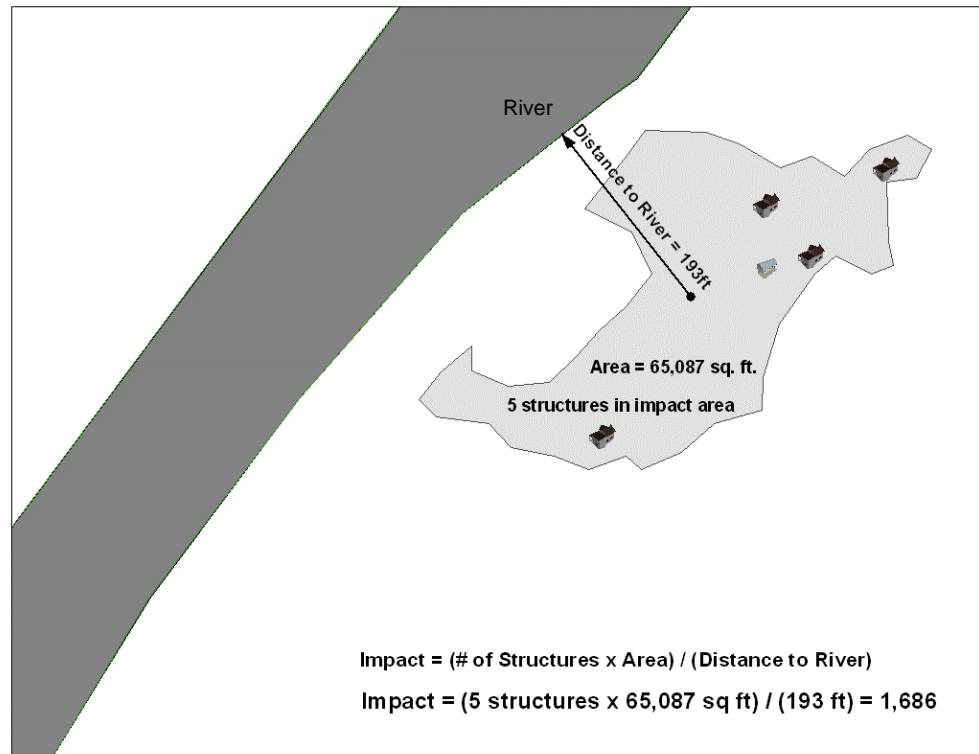 River
Distance to River = 193ft
Area = 65,087 sq. ft.
5 structures in impact area
Impact = (# of Structures x Area) / (Distance to River)
Impact = (5 structures x 65,087 sq ft) / (193 ft) = 1,686